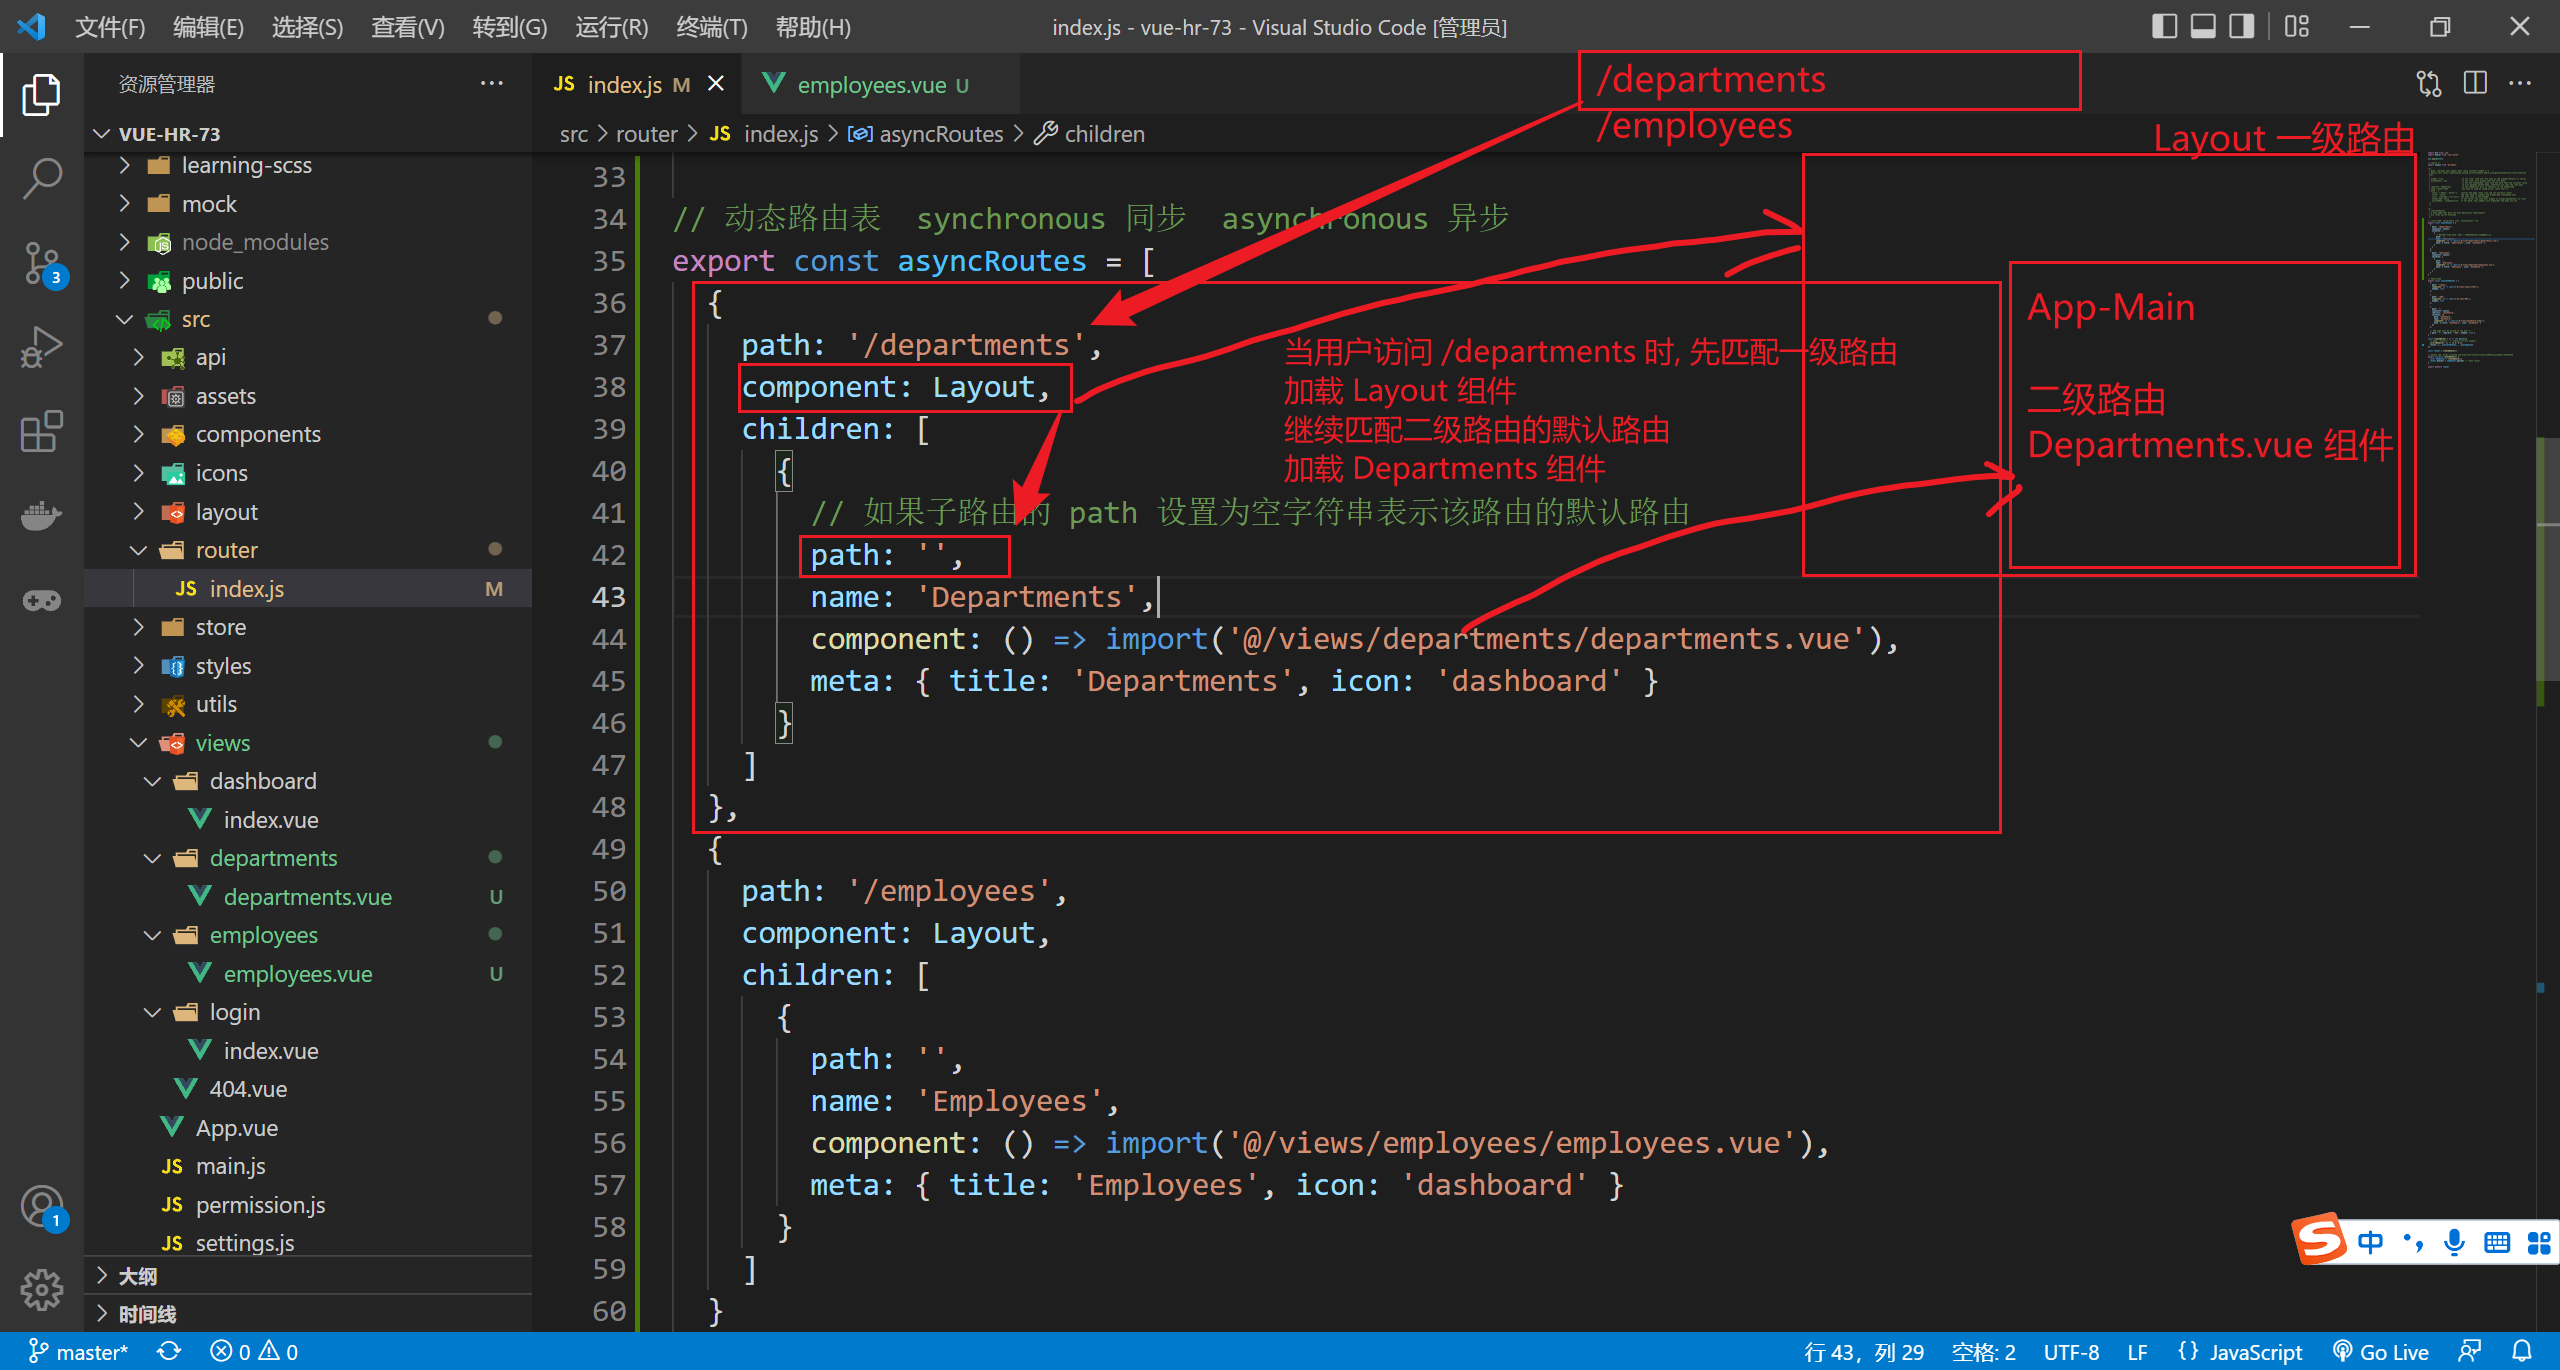 文件(F) 编辑(E) 选择(S) 查看(V) 转到(G) 运行(R) 终端(T) 帮助(H)
index.js - vue-hr-73 - Visual Studio Code [管理员]
资源管理器
VUE-HR-73
learning-scss
mock
node_modules
public
src
api
assets
components
icons
layout
router
JS index.js M
store
styles
utils
views
dashboard
index.vue
departments
departments.vue U
employees
employees.vue U
login
index.vue
404.vue
App.vue
JS main.js
JS permission.js
JS settings.js
大纲
时间线
3
1
JS index.js M
employees.vue U
src > router > JS index.js > asyncRoutes > children
/departments
/employees
Layout 一级路由
App-Main
二级路由
Departments.vue 组件
当用户访问 /departments 时, 先匹配一级路由
加载 Layout 组件
继续匹配二级路由的默认路由
加载 Departments 组件
33
34 // 动态路由表  synchronous 同步  asynchronous 异步
35 export const asyncRoutes = [
36 {
37 path: '/departments',
38 component: Layout,
39 children: [
40 {
41 // 如果子路由的 path 设置为空字符串表示该路由的默认路由
42 path: '',
43 name: 'Departments',
44 component: () => import('@/views/departments/departments.vue'),
45 meta: { title: 'Departments', icon: 'dashboard' }
46 }
47 ]
48 },
49 {
50 path: '/employees',
51 component: Layout,
52 children: [
53 {
54 path: '',
55 name: 'Employees',
56 component: () => import('@/views/employees/employees.vue'),
57 meta: { title: 'Employees', icon: 'dashboard' }
58 }
59 ]
60 }
S 中
master* 0 0
行 43，列 29 空格: 2 UTF-8 LF {} JavaScript Go Live